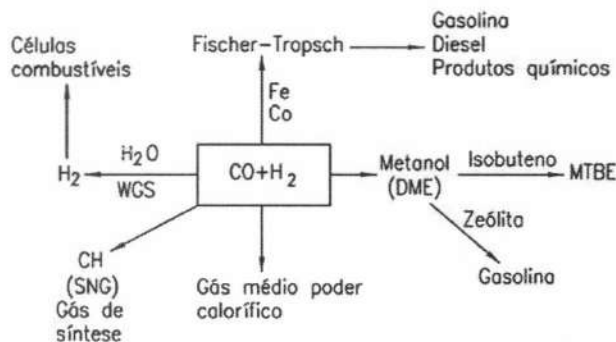 Gasolina
Diesel
Produtos químicos
Fischer-Tropsch
Células
combustíveis
Fe
Co
H₂O
WGS
H₂
CO+H₂
Metanol
(DME)
Isobuteno
MTBE
Zeólita
Gasolina
CH
(SNG)
Gás de
síntese
Gás médio poder
calorífico